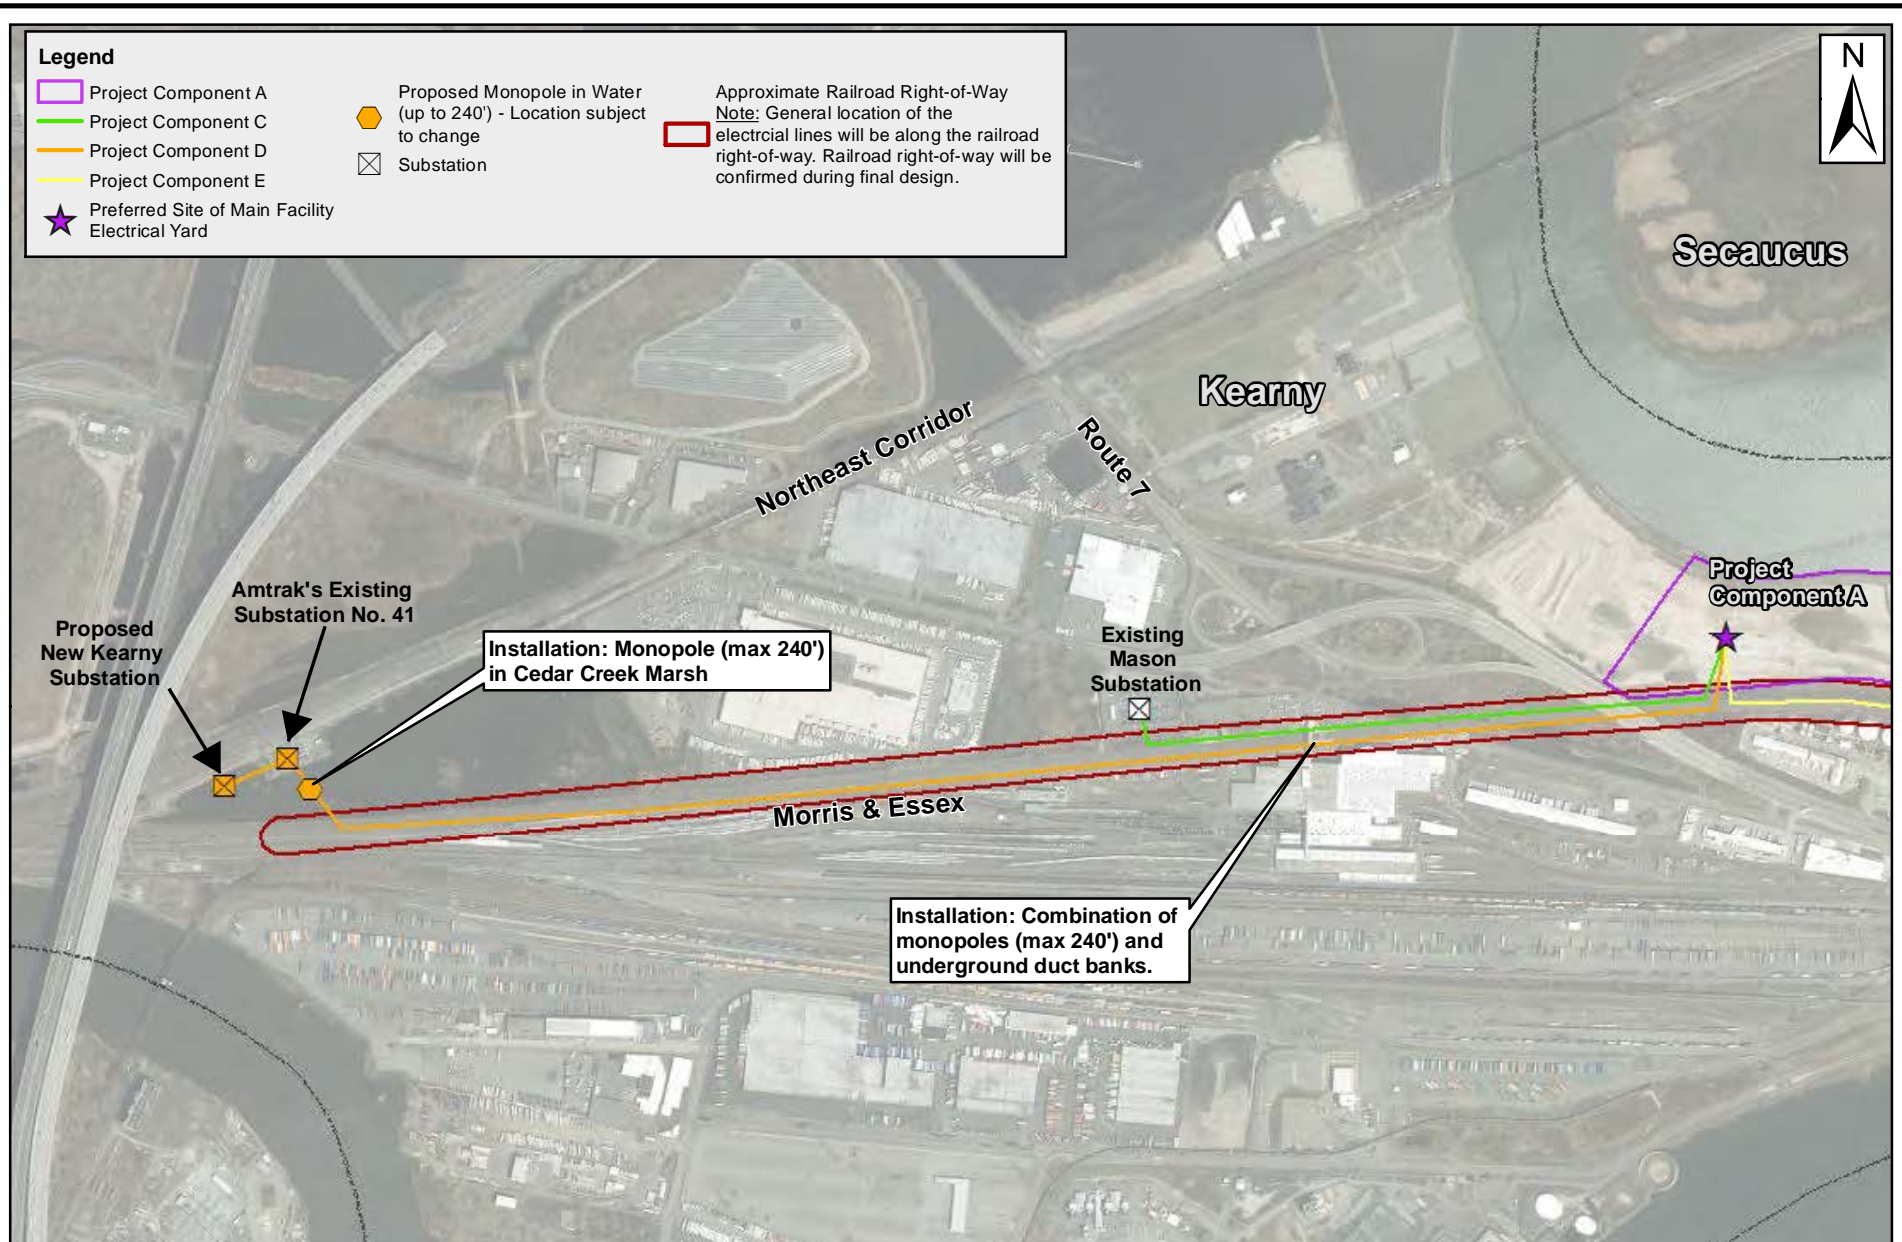 Legend
Project Component A
Project Component C
Project Component D
Project Component E
Preferred Site of Main Facility
Electrical Yard
Proposed Monopole in Water
(up to 240') - Location subject
to change
Substation
Approximate Railroad Right-of-Way
Note: General location of the
electrcial lines will be along the railroad
right-of-way. Railroad right-of-way will be
confirmed during final design.
N
Secaucus
Kearny
Northeast Corridor
Route 7
Project
Component A
Amtrak's Existing
Substation No. 41
Proposed
New Kearny
Substation
Installation: Monopole (max 240')
in Cedar Creek Marsh
Existing
Mason
Substation
Morris & Essex
Installation: Combination of
monopoles (max 240') and
underground duct banks.